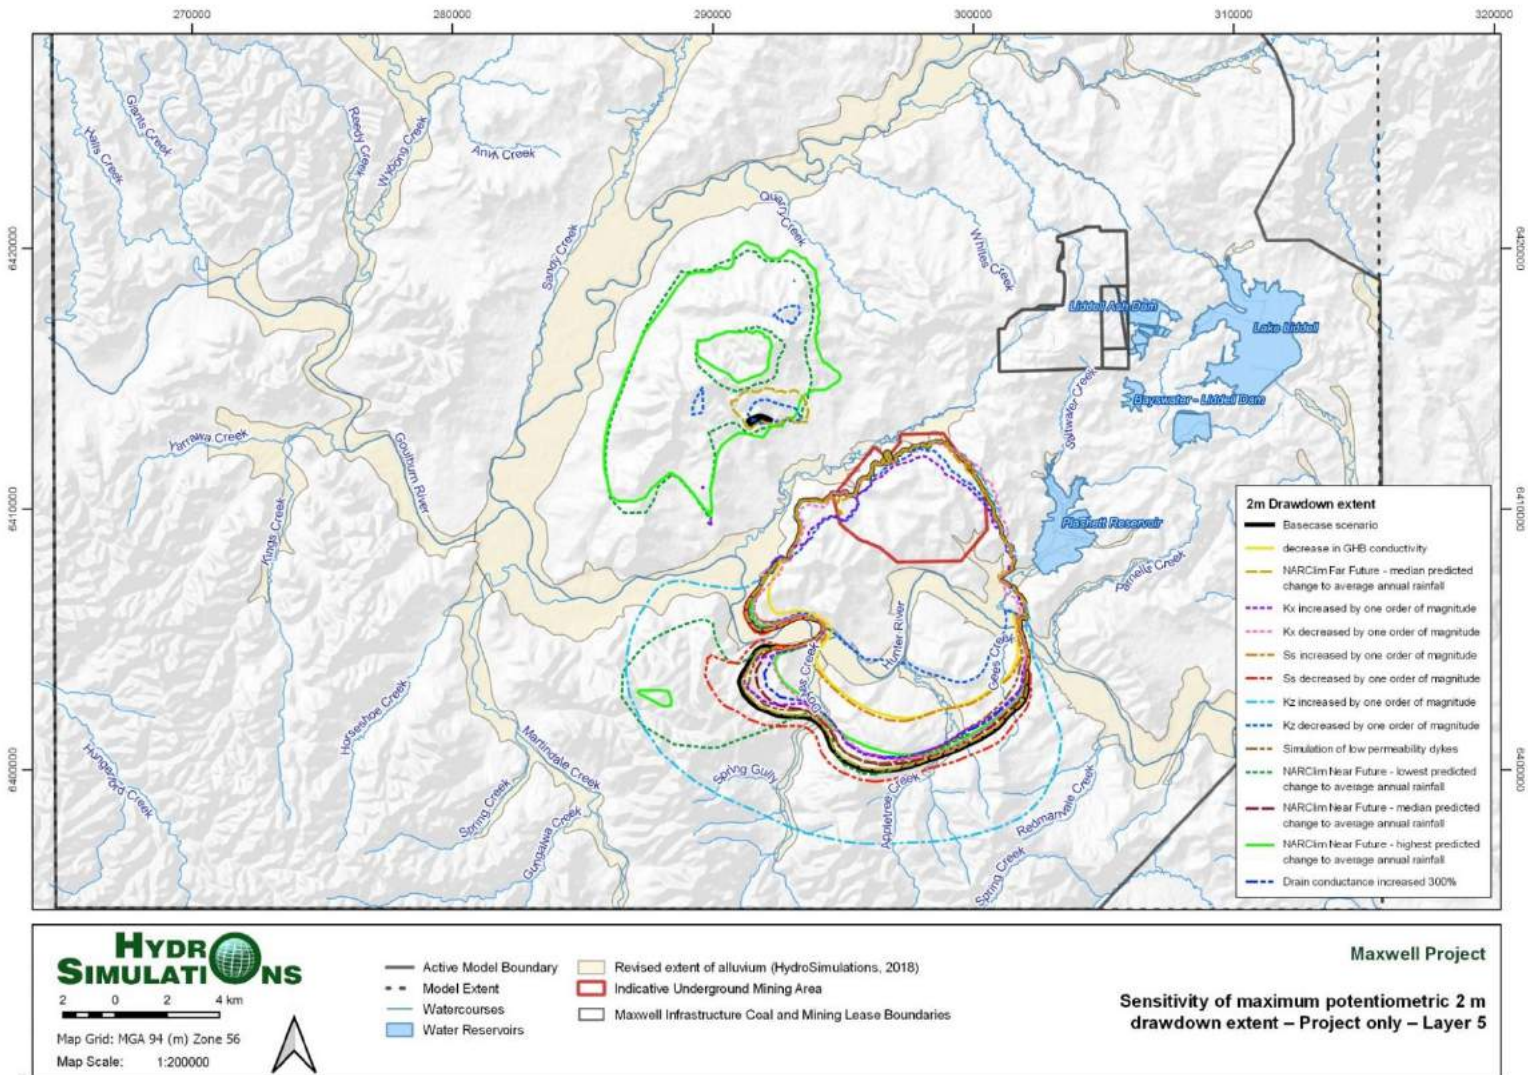 270000
280000
290000
300000
310000
320000
Giants Creek
Halls Creek
Reedy Creek
Wybong Creek
Anvil Creek
Quarry Creek
Sandy Creek
Whites Creek
6420000
6420000
Liddell Ash Dam
Lake Liddell
Bayswater - Liddell Dam
Saltwater Creek
Yarrawa Creek
Goulburn River
Kings Creek
6410000
6410000
Plashett Reservoir
Parnells Creek
Hunter River
Gees Creek
Horseshoe Creek
Martindale Creek
6400000
6400000
Hungerford Creek
Spring Gully
Spring Creek
Appletree Creek
Redmanvale Creek
Gungalwa Creek
Spring Creek
2m Drawdown extent
Basecase scenario
decrease in GHB conductivity
NARClim Far Future - median predicted
change to average annual rainfall
Kx increased by one order of magnitude
Kx decreased by one order of magnitude
Ss increased by one order of magnitude
Ss decreased by one order of magnitude
Kz increased by one order of magnitude
Kz decreased by one order of magnitude
Simulation of low permeability dykes
NARClim Near Future - lowest predicted
change to average annual rainfall
NARClim Near Future - median predicted
change to average annual rainfall
NARClim Near Future - highest predicted
change to average annual rainfall
Drain conductance increased 300%
HYDRO
SIMULATIONS
2 0 2 4 km
Map Grid: MGA 94 (m) Zone 56
Map Scale: 1:200000
Active Model Boundary
Model Extent
Watercourses
Water Reservoirs
Revised extent of alluvium (HydroSimulations, 2018)
Indicative Underground Mining Area
Maxwell Infrastructure Coal and Mining Lease Boundaries
Maxwell Project
Sensitivity of maximum potentiometric 2 m
drawdown extent – Project only – Layer 5